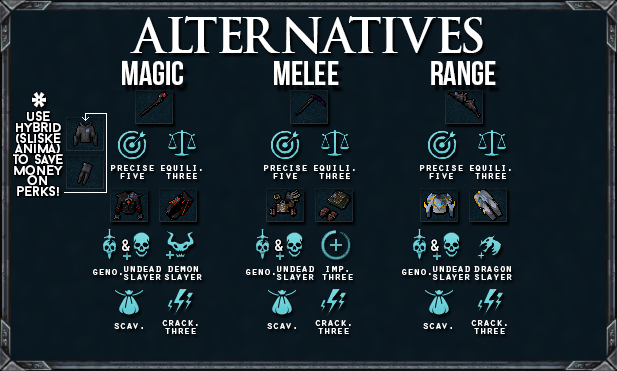 ALTERNATIVES
MAGIC
MELEE
RANGE
*
USE
HYBRID
(SLISKE
ANIMA)
TO SAVE
MONEY
ON
PERKS!
PRECISE FIVE
EQUILI. THREE
PRECISE FIVE
EQUILI. THREE
PRECISE FIVE
EQUILI. THREE
&
GENO. UNDEAD SLAYER
DEMON SLAYER
&
GENO. UNDEAD SLAYER
IMP. THREE
&
GENO. UNDEAD SLAYER
DRAGON SLAYER
SCAV.
CRACK. THREE
SCAV.
CRACK. THREE
SCAV.
CRACK. THREE